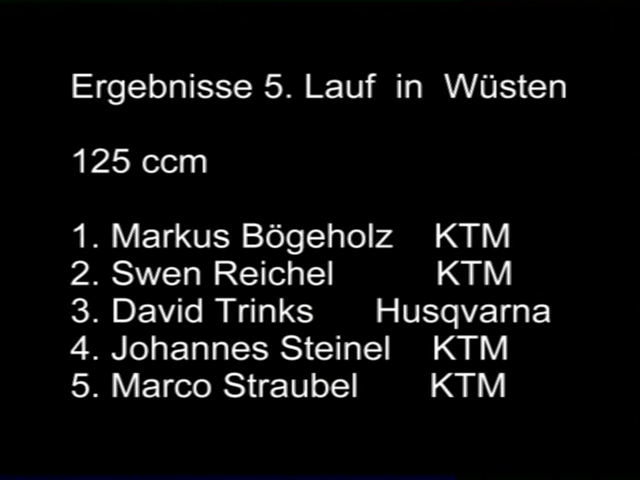 Ergebnisse 5. Lauf in Wüsten
125 ccm
1. Markus Bögeholz KTM
2. Swen Reichel KTM
3. David Trinks Husqvarna
4. Johannes Steinel KTM
5. Marco Straubel KTM